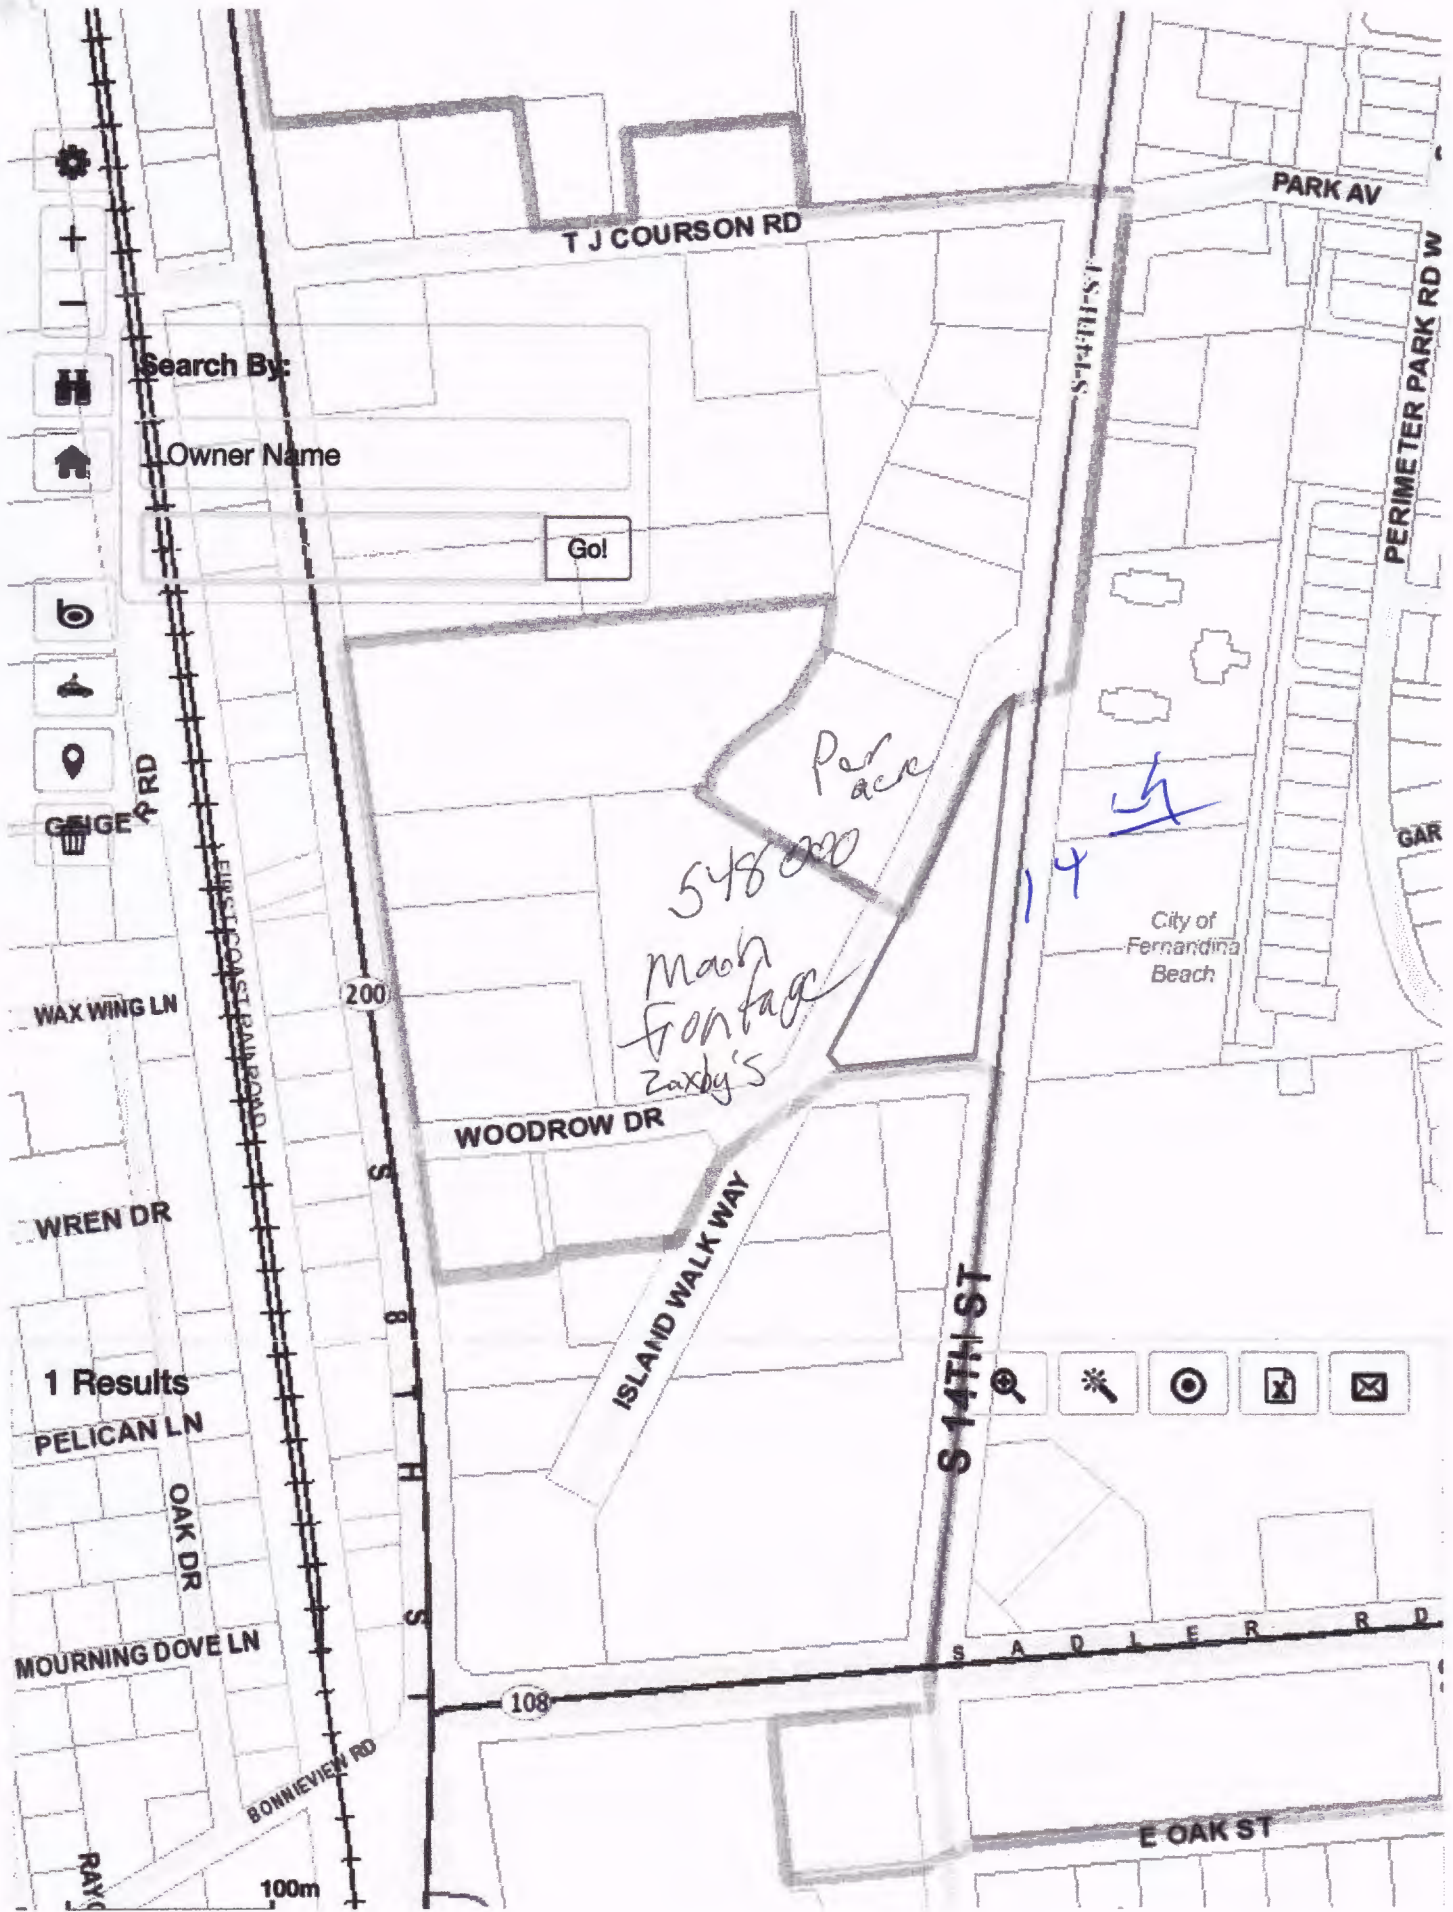 PARK AV
T J COURSON RD
PERIMETER PARK RD W
Search By:
Owner Name
Go!
Per
acre
RD
GEIGE
548000
14
GAR
City of
Fernandina
Beach
Main
frontage
Zaxby's
FIRST COAST RAILROAD
200
WAX WING LN
WOODROW DR
WREN DR
ISLAND WALK WAY
S 8TH ST
S 14TH ST
1 Results
PELICAN LN
OAK DR
MOURNING DOVE LN
SADLER RD
108
BONNIEVIEW RD
E OAK ST
RAY
100m